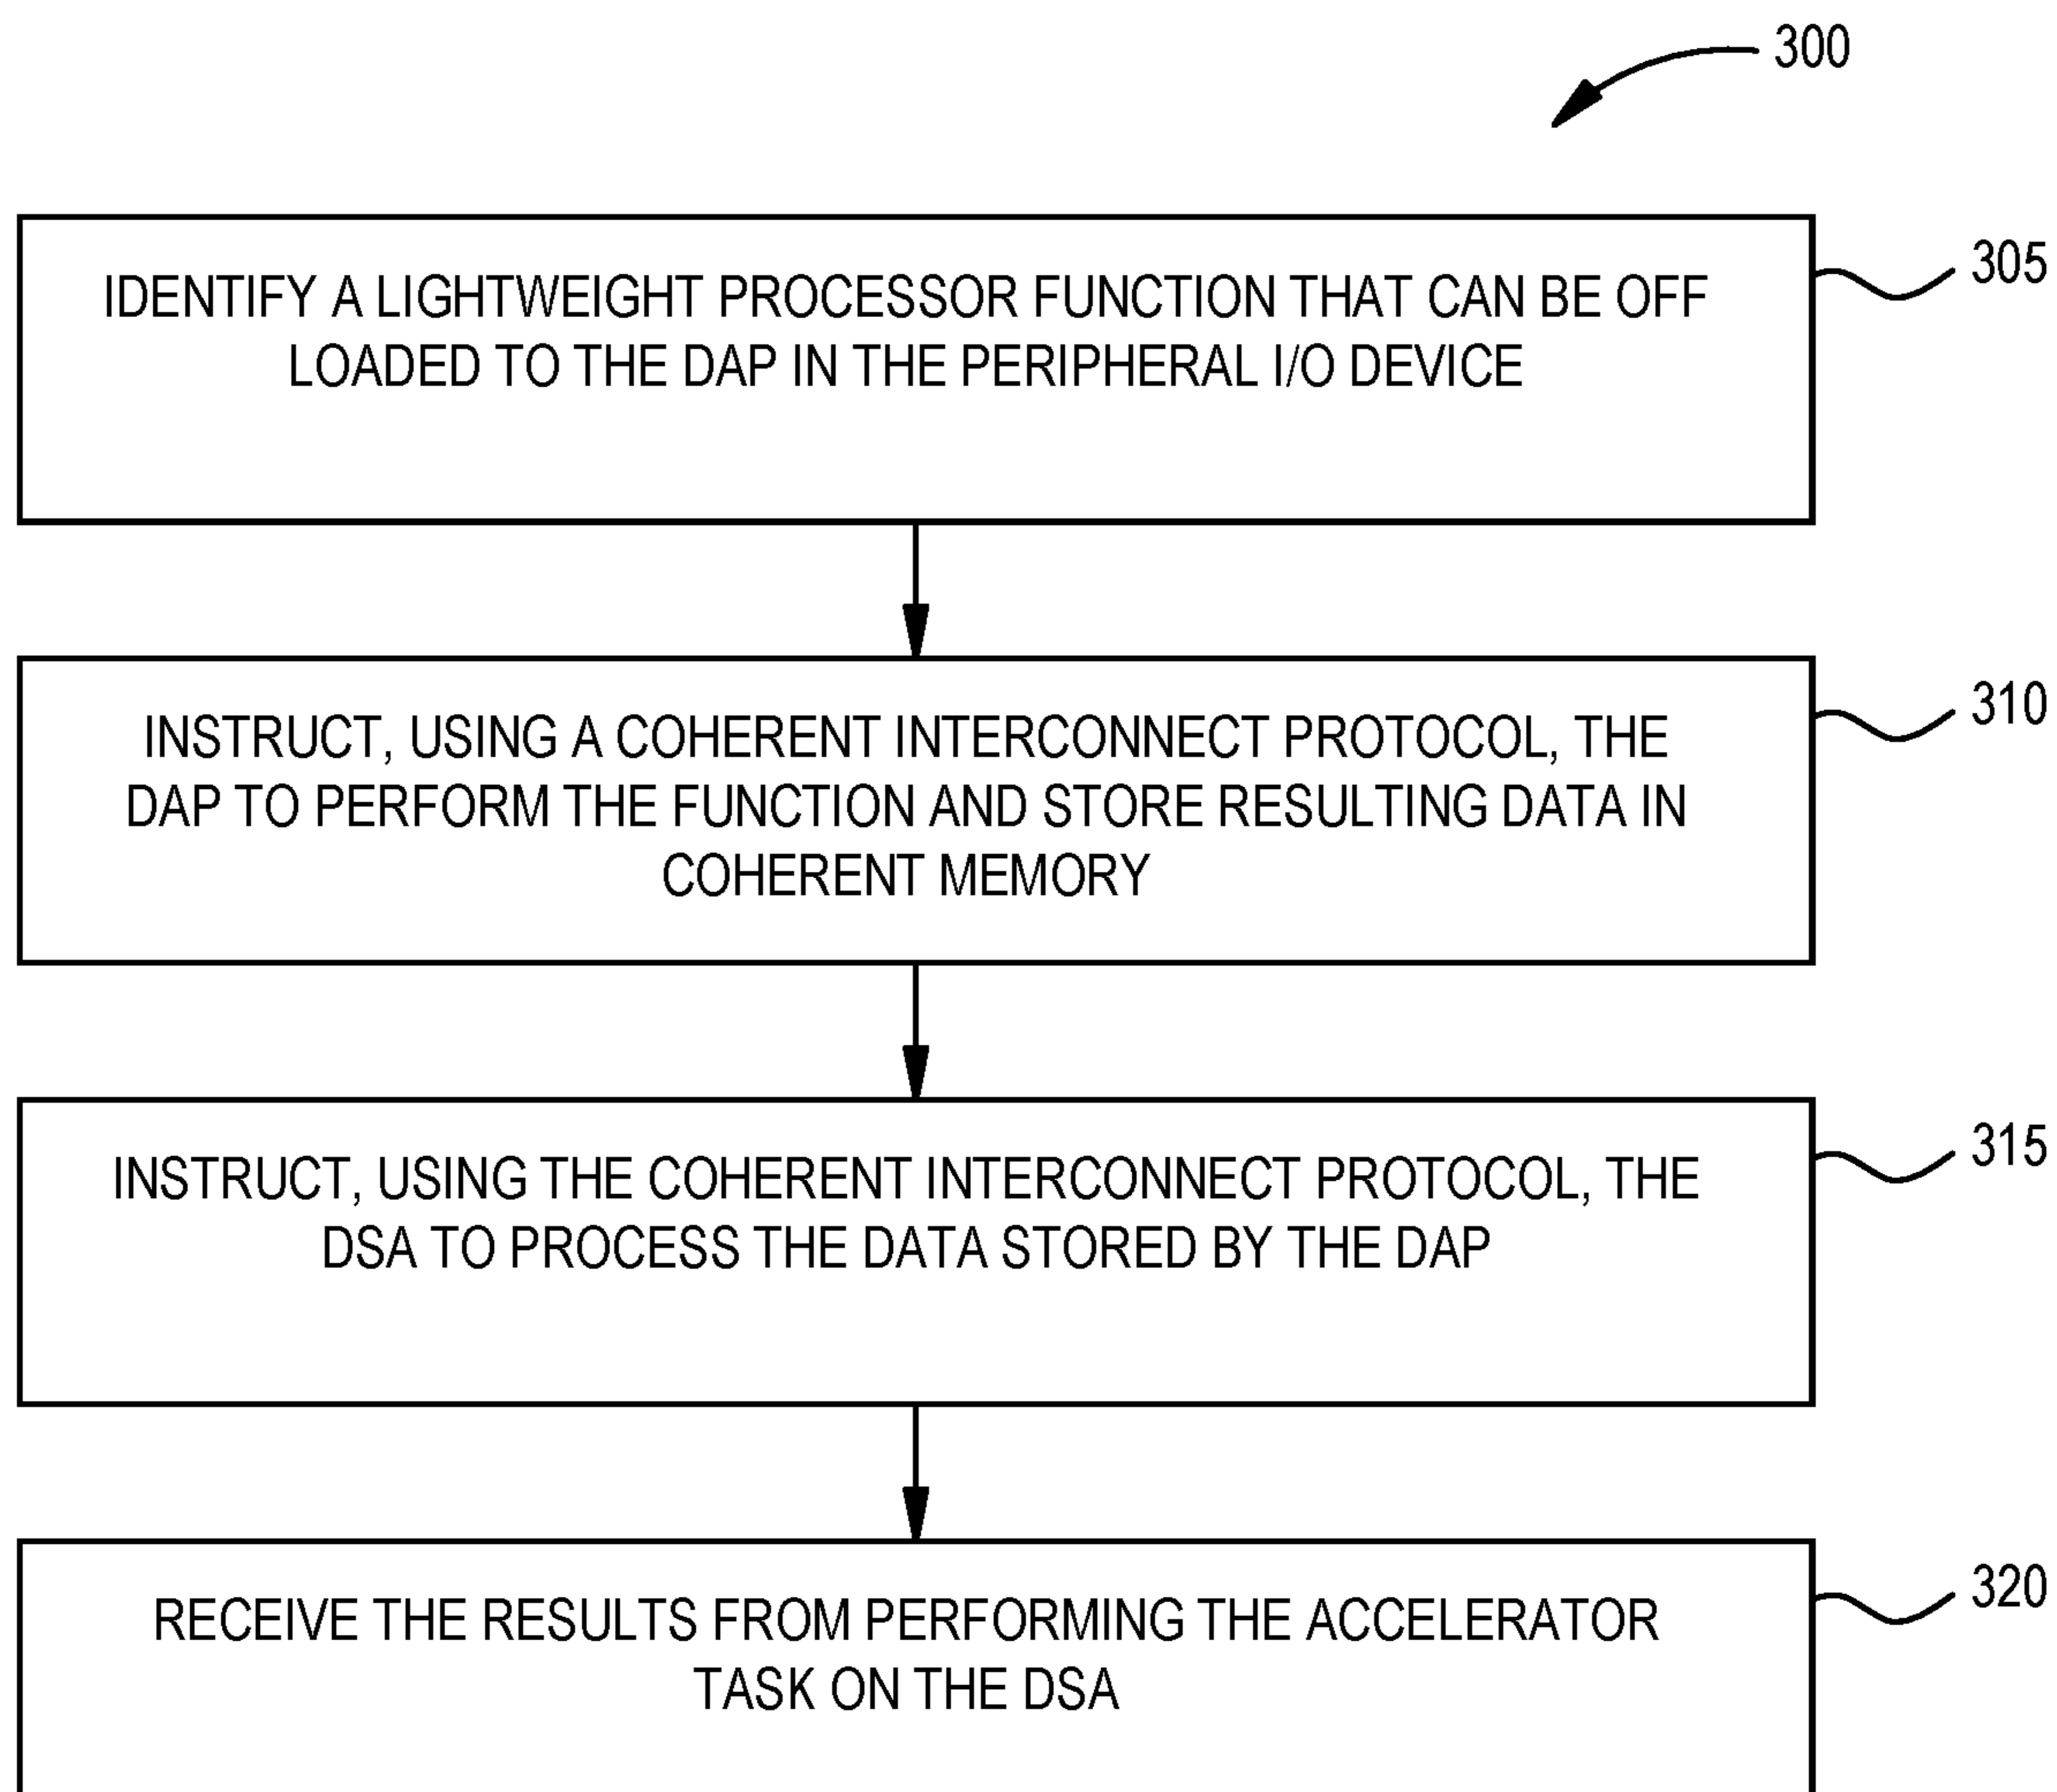 300
IDENTIFY A LIGHTWEIGHT PROCESSOR FUNCTION THAT CAN BE OFF
LOADED TO THE DAP IN THE PERIPHERAL I/O DEVICE
305
INSTRUCT, USING A COHERENT INTERCONNECT PROTOCOL, THE
DAP TO PERFORM THE FUNCTION AND STORE RESULTING DATA IN
COHERENT MEMORY
310
INSTRUCT, USING THE COHERENT INTERCONNECT PROTOCOL, THE
DSA TO PROCESS THE DATA STORED BY THE DAP
315
RECEIVE THE RESULTS FROM PERFORMING THE ACCELERATOR
TASK ON THE DSA
320